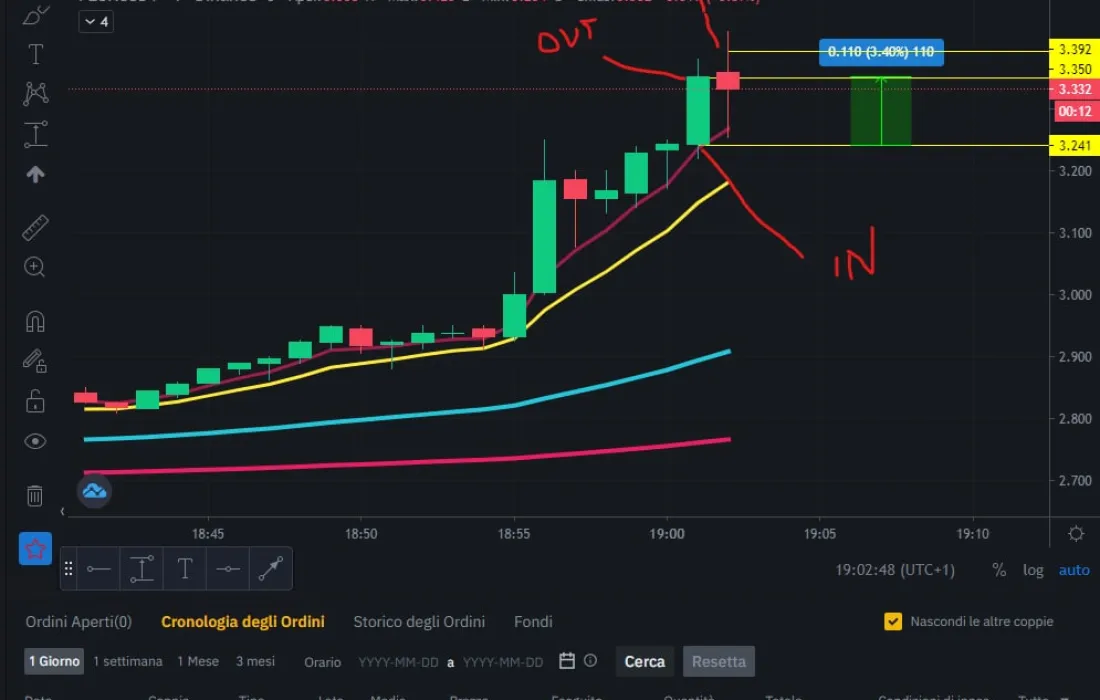 4
OUT
0.110 (3.40%) 110
3.392
3.350
3.332
00:12
3.241
3.200
IN
3.100
3.000
2.900
2.800
2.700
18:45 18:50 18:55 19:00 19:05 19:10
T
19:02:48 (UTC+1) % log auto
Ordini Aperti(0) Cronologia degli Ordini Storico degli Ordini Fondi Nascondi le altre coppie
1 Giorno 1 settimana 1 Mese 3 mesi Orario YYYY-MM-DD a YYYY-MM-DD Cerca Resetta